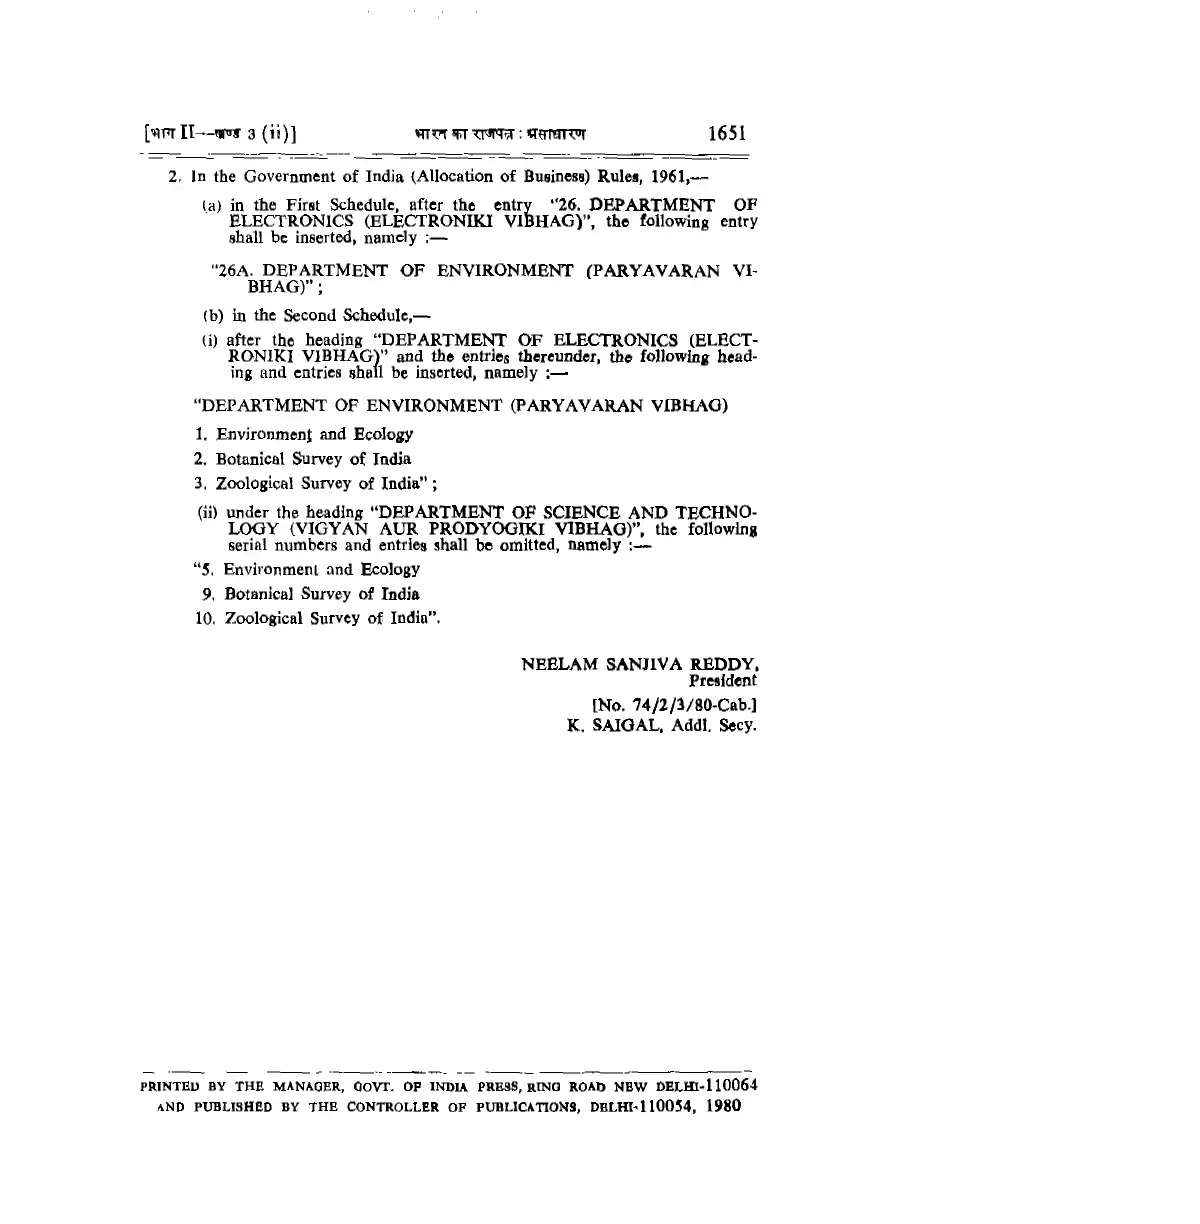 [भाग II—खण्ड 3 (ii)] भारत का राजपत्र : असाधारण 1651
2. In the Government of India (Allocation of Business) Rules, 1961,—
(a) in the First Schedule, after the entry "26. DEPARTMENT OF
ELECTRONICS (ELECTRONIKI VIBHAG)", the following entry
shall be inserted, namely :—
"26A. DEPARTMENT OF ENVIRONMENT (PARYAVARAN VI-
BHAG)" ;
(b) in the Second Schedule,—
(i) after the heading "DEPARTMENT OF ELECTRONICS (ELECT-
RONIKI VIBHAG)" and the entries thereunder, the following head-
ing and entries shall be inserted, namely :—
"DEPARTMENT OF ENVIRONMENT (PARYAVARAN VIBHAG)
1. Environment and Ecology
2. Botanical Survey of India
3. Zoological Survey of India" ;
(ii) under the heading "DEPARTMENT OF SCIENCE AND TECHNO-
LOGY (VIGYAN AUR PRODYOGIKI VIBHAG)", the following
serial numbers and entries shall be omitted, namely :—
"5. Environment and Ecology
9. Botanical Survey of India
10. Zoological Survey of India".
NEELAM SANJIVA REDDY,
President
[No. 74/2/3/80-Cab.]
K. SAIGAL, Addl. Secy.
PRINTED BY THE MANAGER, GOVT. OF INDIA PRESS, RING ROAD NEW DELHI-110064
AND PUBLISHED BY THE CONTROLLER OF PUBLICATIONS, DELHI-110054, 1980